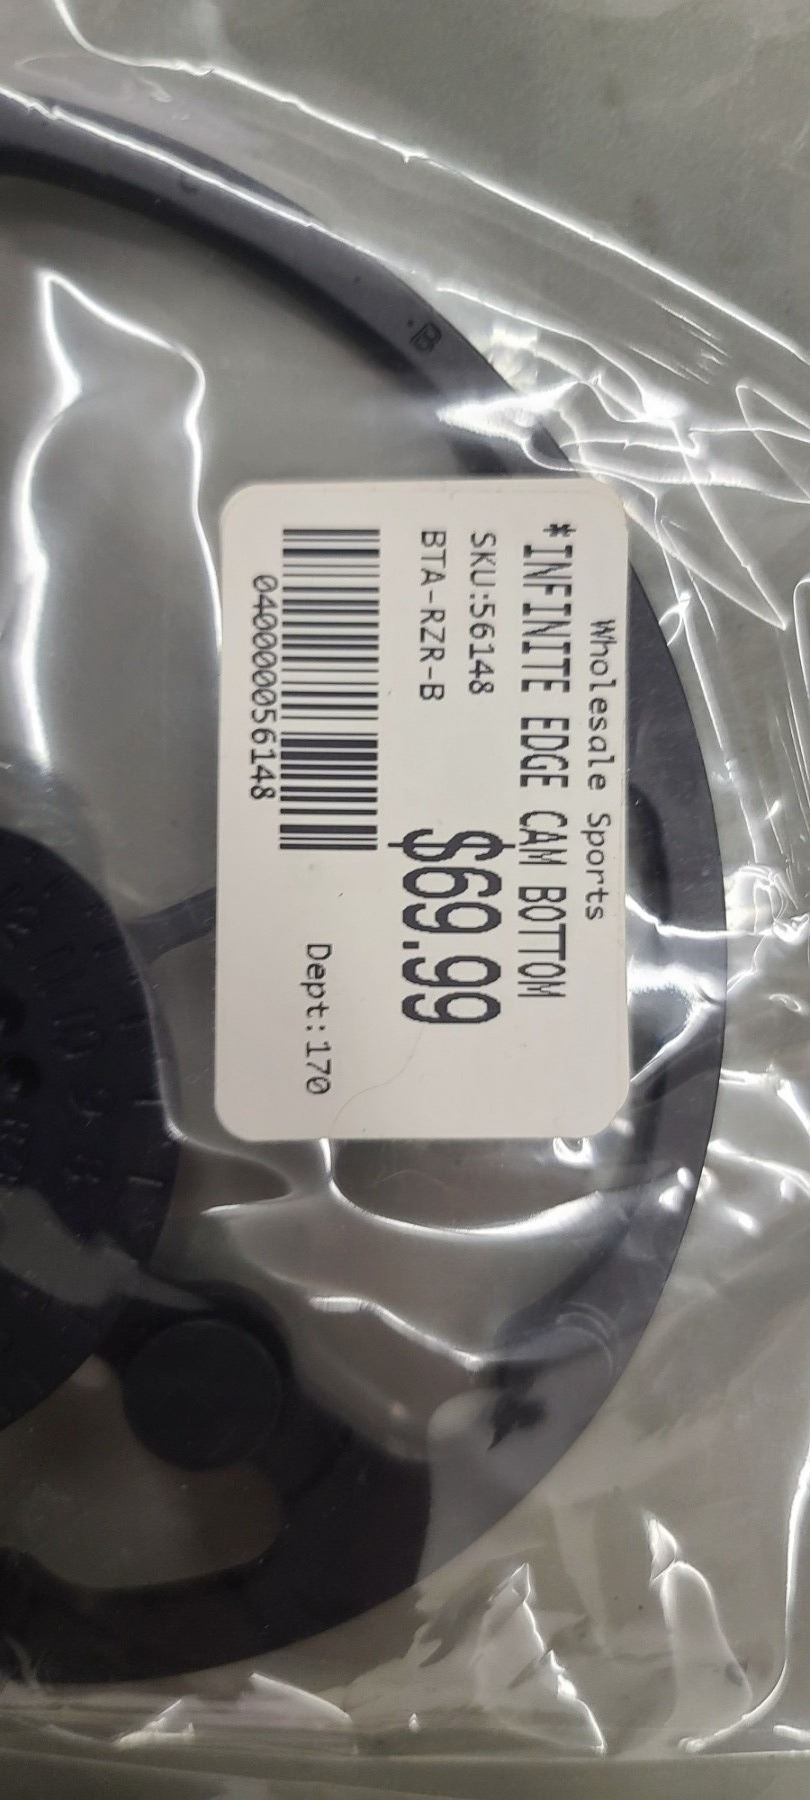 Wholesale Sports
*INFINITE EDGE CAM BOTTOM
SKU:56148
BTA-RZR-B
$69.99
0400000056148
Dept:170